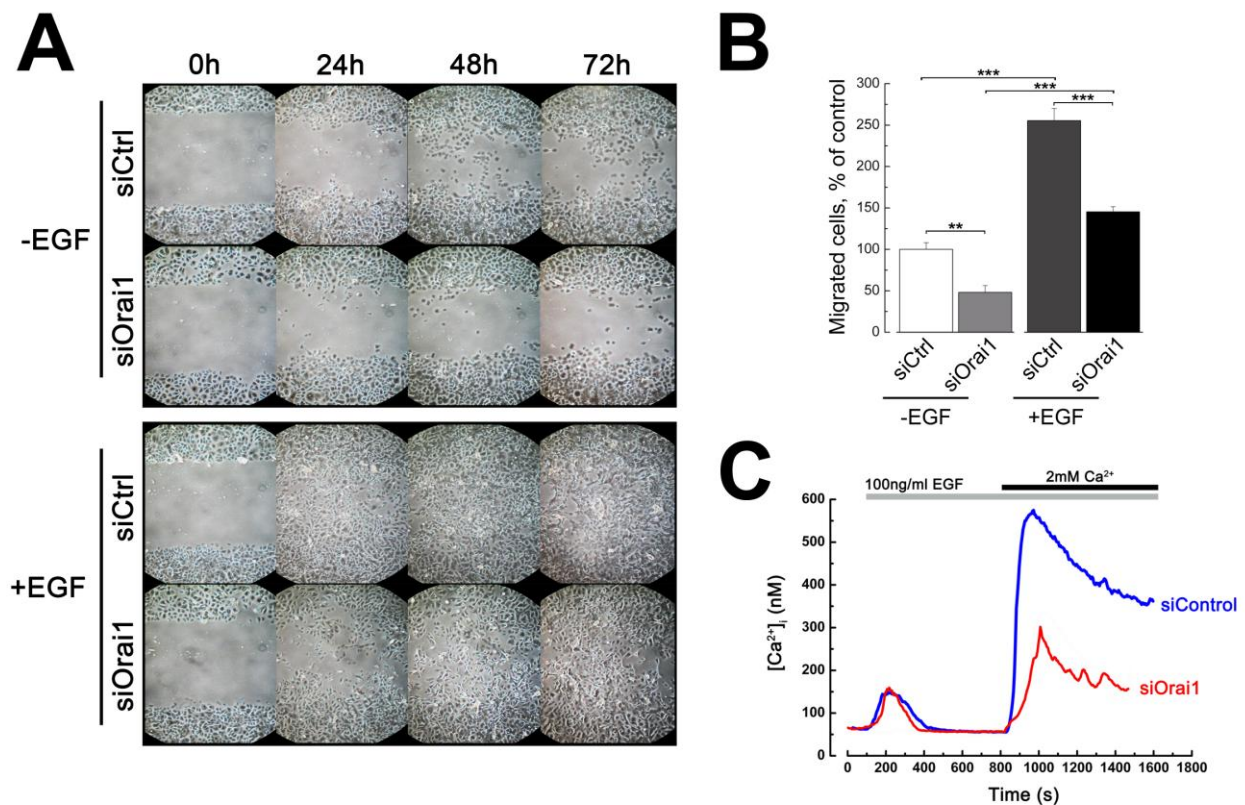 A
0h 24h 48h 72h
-EGF
siCtrl
siOrai1
+EGF
siCtrl
siOrai1
B
***
***
***
**
Migrated cells, % of control
300
250
200
150
100
50
0
siCtrl siOrai1 siCtrl siOrai1
-EGF +EGF
C
100ng/ml EGF
2mM Ca²⁺
[Ca²⁺]i (nM)
600
500
400
300
200
100
0
siControl
siOrai1
0 200 400 600 800 1000 1200 1400 1600 1800
Time (s)